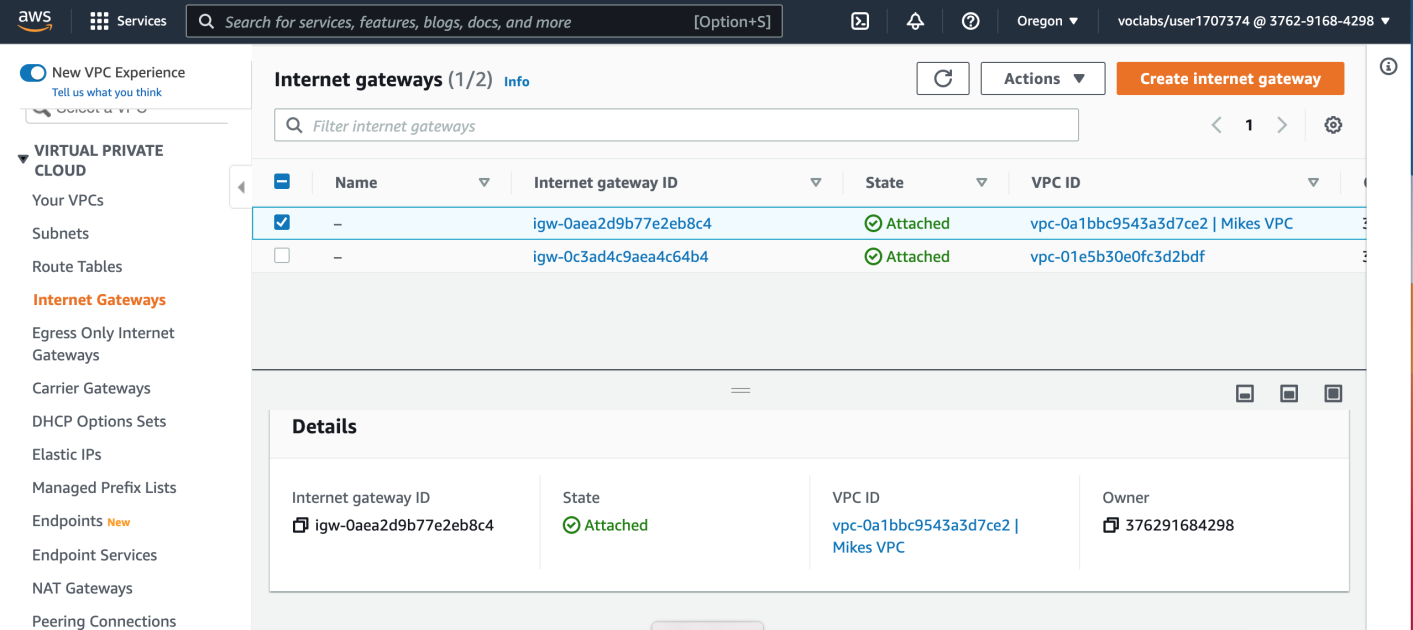 aws
Services
Search for services, features, blogs, docs, and more
[Option+S]
Oregon
voclabs/user1707374 @ 3762-9168-4298
New VPC Experience
Tell us what you think
Select a VPC
VIRTUAL PRIVATE
CLOUD
Your VPCs
Subnets
Route Tables
Internet Gateways
Egress Only Internet
Gateways
Carrier Gateways
DHCP Options Sets
Elastic IPs
Managed Prefix Lists
Endpoints New
Endpoint Services
NAT Gateways
Peering Connections
Internet gateways (1/2) Info
Actions
Create internet gateway
Filter internet gateways
1
Name Internet gateway ID State VPC ID
– igw-0aea2d9b77e2eb8c4 Attached vpc-0a1bbc9543a3d7ce2 | Mikes VPC 3
– igw-0c3ad4c9aea4c64b4 Attached vpc-01e5b30e0fc3d2bdf 3
Details
Internet gateway ID
igw-0aea2d9b77e2eb8c4
State
Attached
VPC ID
vpc-0a1bbc9543a3d7ce2 |
Mikes VPC
Owner
376291684298